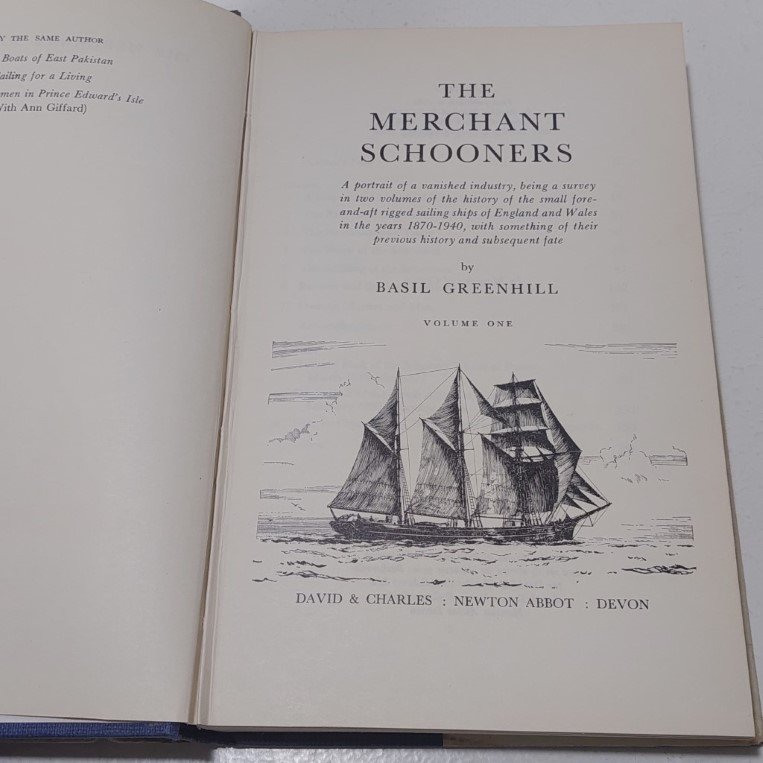 Y THE SAME AUTHOR
Boats of East Pakistan
ailing for a Living
men in Prince Edward's Isle
With Ann Giffard)
THE
MERCHANT
SCHOONERS
A portrait of a vanished industry, being a survey
in two volumes of the history of the small fore-
and-aft rigged sailing ships of England and Wales
in the years 1870-1940, with something of their
previous history and subsequent fate
by
BASIL GREENHILL
VOLUME ONE
DAVID & CHARLES : NEWTON ABBOT : DEVON